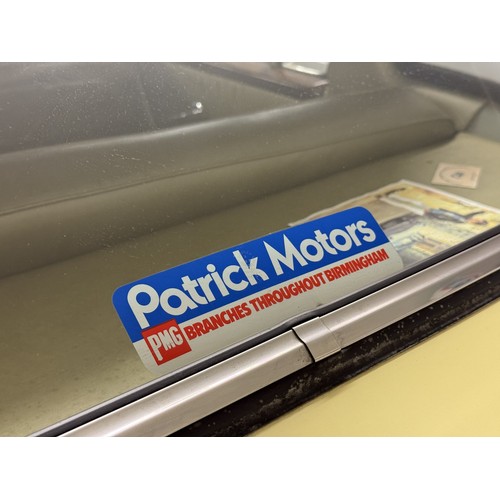 Patrick Motors
PMG BRANCHES THROUGHOUT BIRMINGHAM